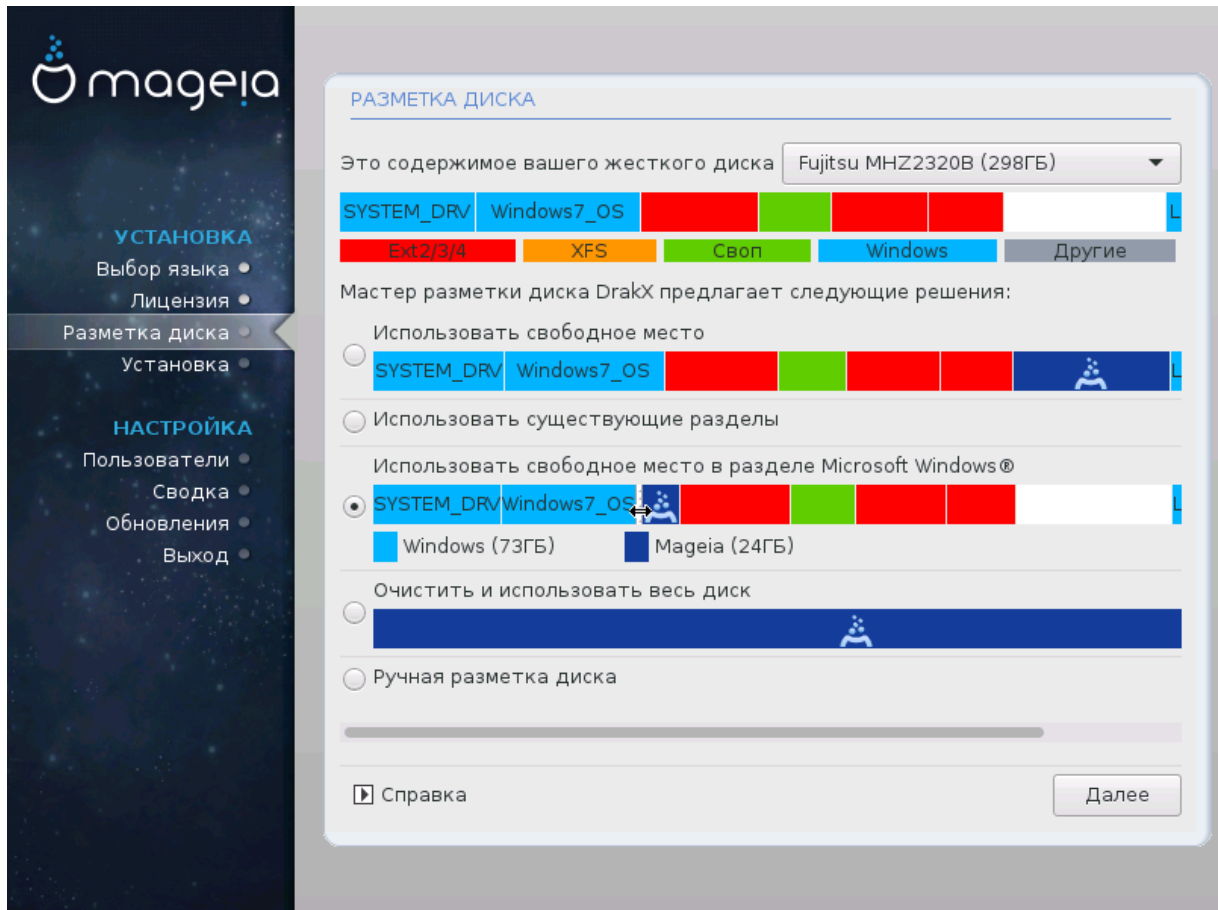 mageia
УСТАНОВКА
Выбор языка
Лицензия
Разметка диска
Установка
НАСТРОЙКА
Пользователи
Сводка
Обновления
Выход
РАЗМЕТКА ДИСКА
Это содержимое вашего жесткого диска Fujitsu MHZ2320B (298ГБ)
SYSTEM_DRV Windows7_OS L
Ext2/3/4 XFS Своп Windows Другие
Мастер разметки диска DrakX предлагает следующие решения:
Использовать свободное место
SYSTEM_DRV Windows7_OS L
Использовать существующие разделы
Использовать свободное место в разделе Microsoft Windows®
SYSTEM_DRV Windows7_OS L
Windows (73ГБ) Mageia (24ГБ)
Очистить и использовать весь диск
Ручная разметка диска
Справка
Далее